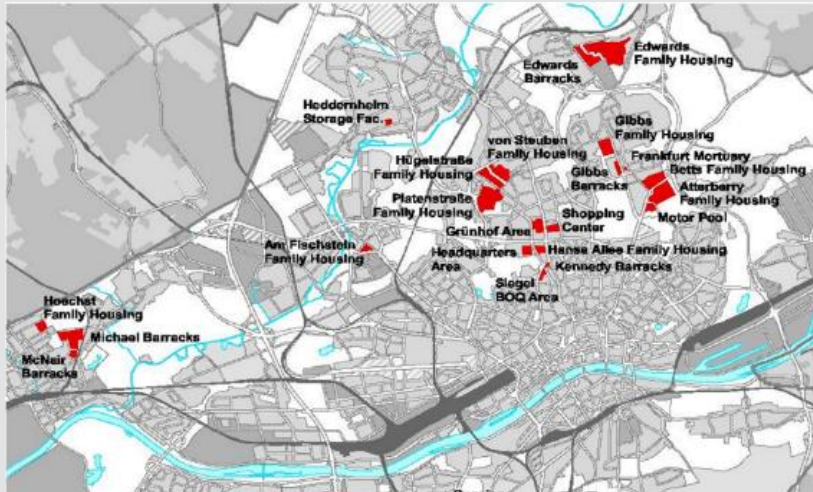 Edwards
Family Housing
Edwards
Barracks
Heddernheim
Storage Fac.
Gibbs
Family Housing
von Steuben
Family Housing
Hügelstraße
Family Housing
Gibbs
Barracks
Frankfurt Mortuary
Betts Family Housing
Atterberry
Family Housing
Platenstraße
Family Housing
Motor Pool
Shopping
Center
Grünhof Area
Am Fischstein
Family Housing
Headquarters
Area
Hansa Allee Family Housing
Kennedy Barracks
Siegel
BOQ Area
Hoechst
Family Housing
Michael Barracks
McNair
Barracks